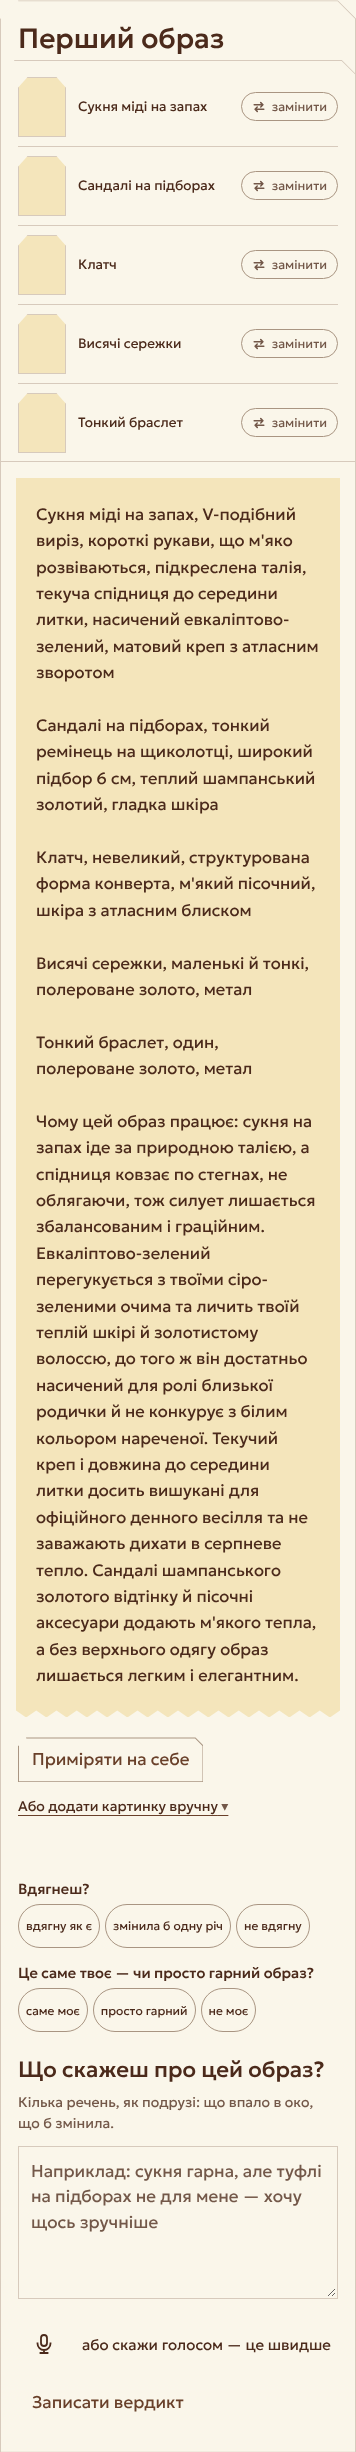 Перший образ
Сукня міді на запах
⇄ замінити
Сандалі на підборах
⇄ замінити
Клатч
⇄ замінити
Висячі сережки
⇄ замінити
Тонкий браслет
⇄ замінити
Сукня міді на запах, V-подібний
виріз, короткі рукави, що м'яко
розвіваються, підкреслена талія,
текуча спідниця до середини
литки, насичений евкаліптово-
зелений, матовий креп з атласним
зворотом
Сандалі на підборах, тонкий
ремінець на щиколотці, широкий
підбор 6 см, теплий шампанський
золотий, гладка шкіра
Клатч, невеликий, структурована
форма конверта, м'який пісочний,
шкіра з атласним блиском
Висячі сережки, маленькі й тонкі,
полероване золото, метал
Тонкий браслет, один,
полероване золото, метал
Чому цей образ працює: сукня на
запах іде за природною талією, а
спідниця ковзає по стегнах, не
облягаючи, тож силует лишається
збалансованим і граційним.
Евкаліптово-зелений
перегукується з твоїми сіро-
зеленими очима та личить твоїй
теплій шкірі й золотистому
волоссю, до того ж він достатньо
насичений для ролі близької
родички й не конкурує з білим
кольором нареченої. Текучий
креп і довжина до середини
литки досить вишукані для
офіційного денного весілля та не
заважають дихати в серпневе
тепло. Сандалі шампанського
золотого відтінку й пісочні
аксесуари додають м'якого тепла,
а без верхнього одягу образ
лишається легким і елегантним.
Приміряти на себе
Або додати картинку вручну ▾
Вдягнеш?
вдягну як є
змінила б одну річ
не вдягну
Це саме твоє — чи просто гарний образ?
саме моє
просто гарний
не моє
Що скажеш про цей образ?
Кілька речень, як подрузі: що впало в око,
що б змінила.
Наприклад: сукня гарна, але туфлі
на підборах не для мене — хочу
щось зручніше
або скажи голосом — це швидше
Записати вердикт